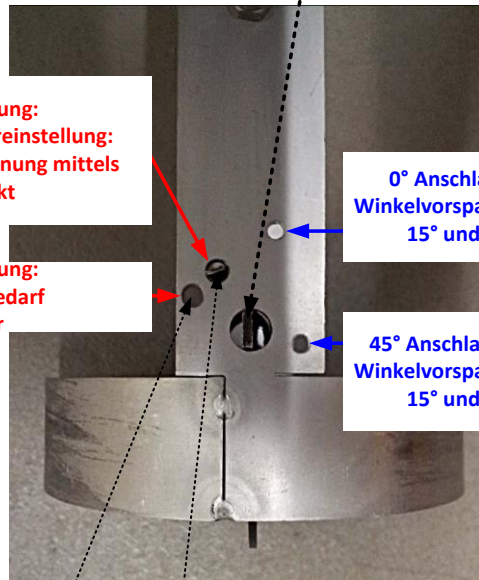 ung:
reinstellung:
nung mittels
kt
0° Anschla
Winkelvorspa
15° und
ung:
edarf
r
45° Anschla
Winkelvorspa
15° und